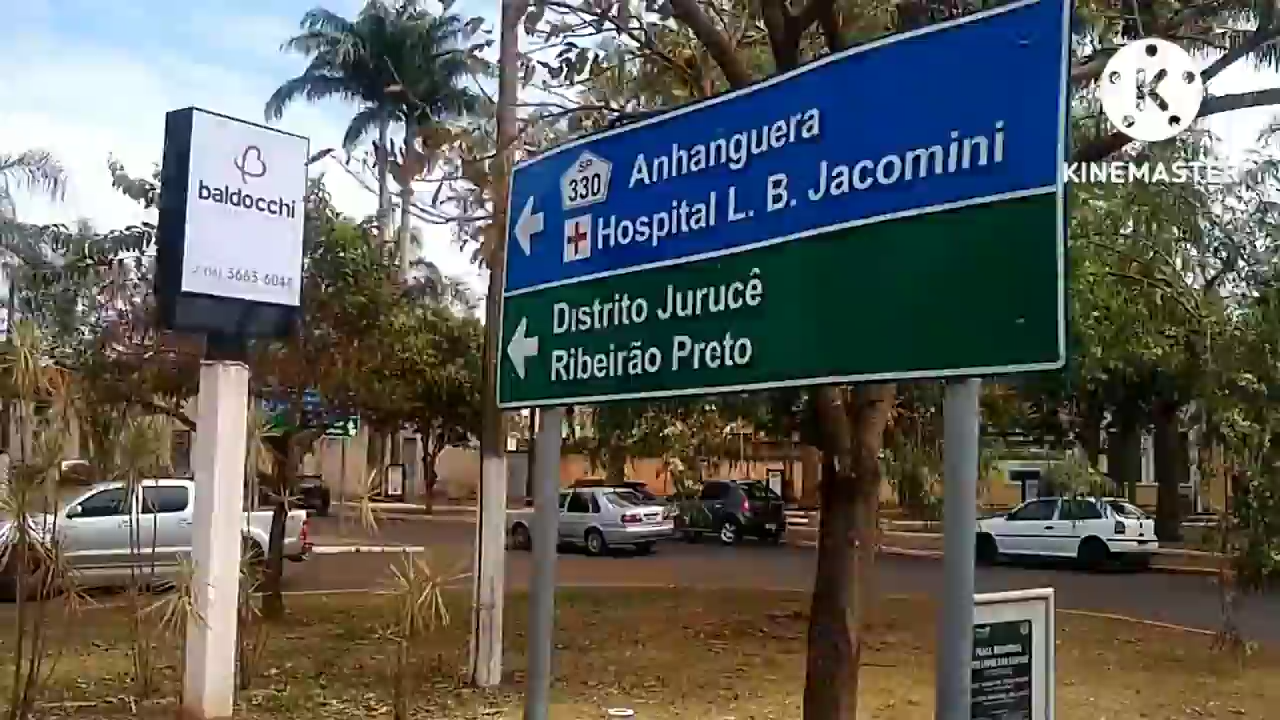 baldocchi
SP
330
Anhanguera
Hospital L. B. Jacomini
Distrito Jurucê
Ribeirão Preto
K
KINEMASTER